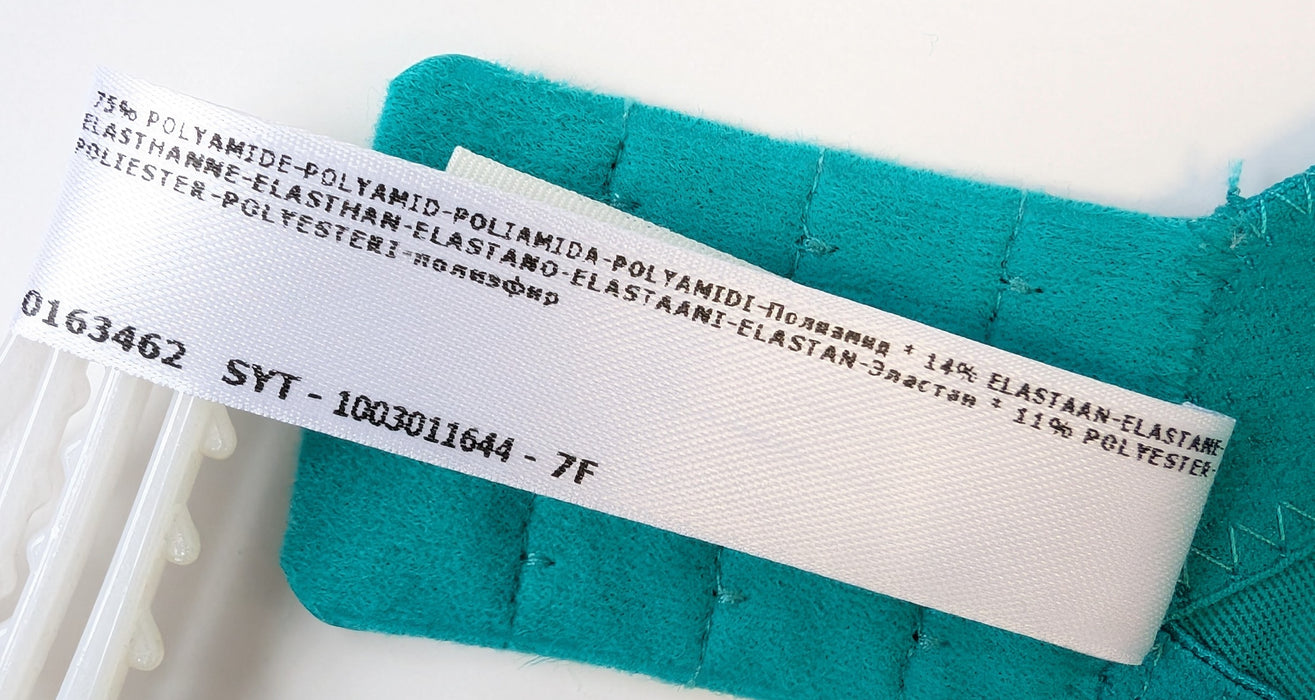 75% POLYAMIDE-POLYAMID-POLIAMIDA-POLYAMIDI-Полиамид * 14% ELASTAAN-ELASTANE-
ELASTHANNE-ELASTHAN-ELASTANO-ELASTAANI-ELASTAN-Эластан * 11% POLYESTER-
POLIESTER-POLYESTERI-полиэфир
0163462 SYT - 1003011644 - 7F